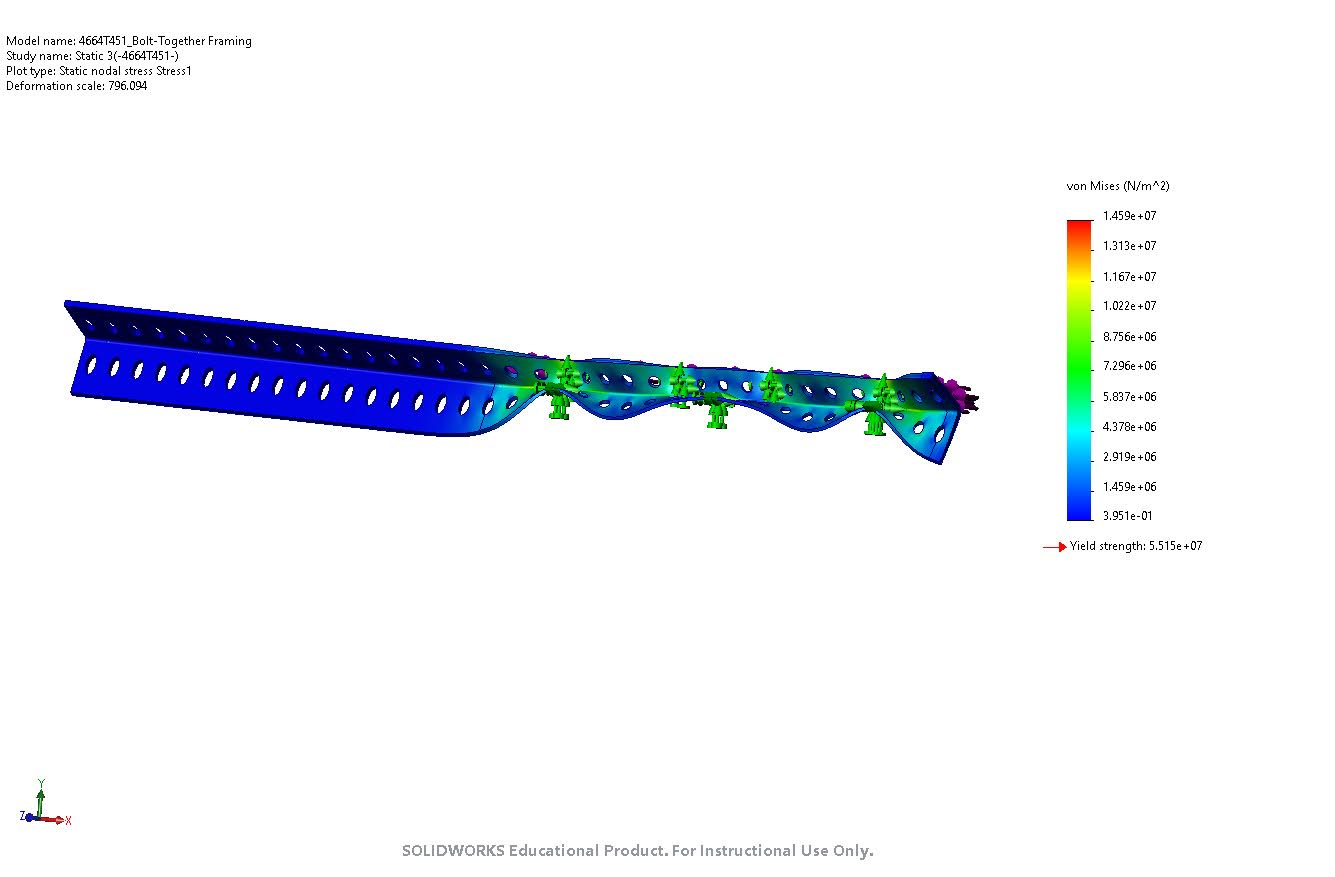 Model name: 4664T451_Bolt-Together Framing
Study name: Static 3(-4664T451-)
Plot type: Static nodal stress Stress1
Deformation scale: 796.094
von Mises (N/m^2)
1.459e+07
1.313e+07
1.167e+07
1.022e+07
8.756e+06
7.296e+06
5.837e+06
4.378e+06
2.919e+06
1.459e+06
3.951e-01
Yield strength: 5.515e+07
Y
Z
X
SOLIDWORKS Educational Product. For Instructional Use Only.